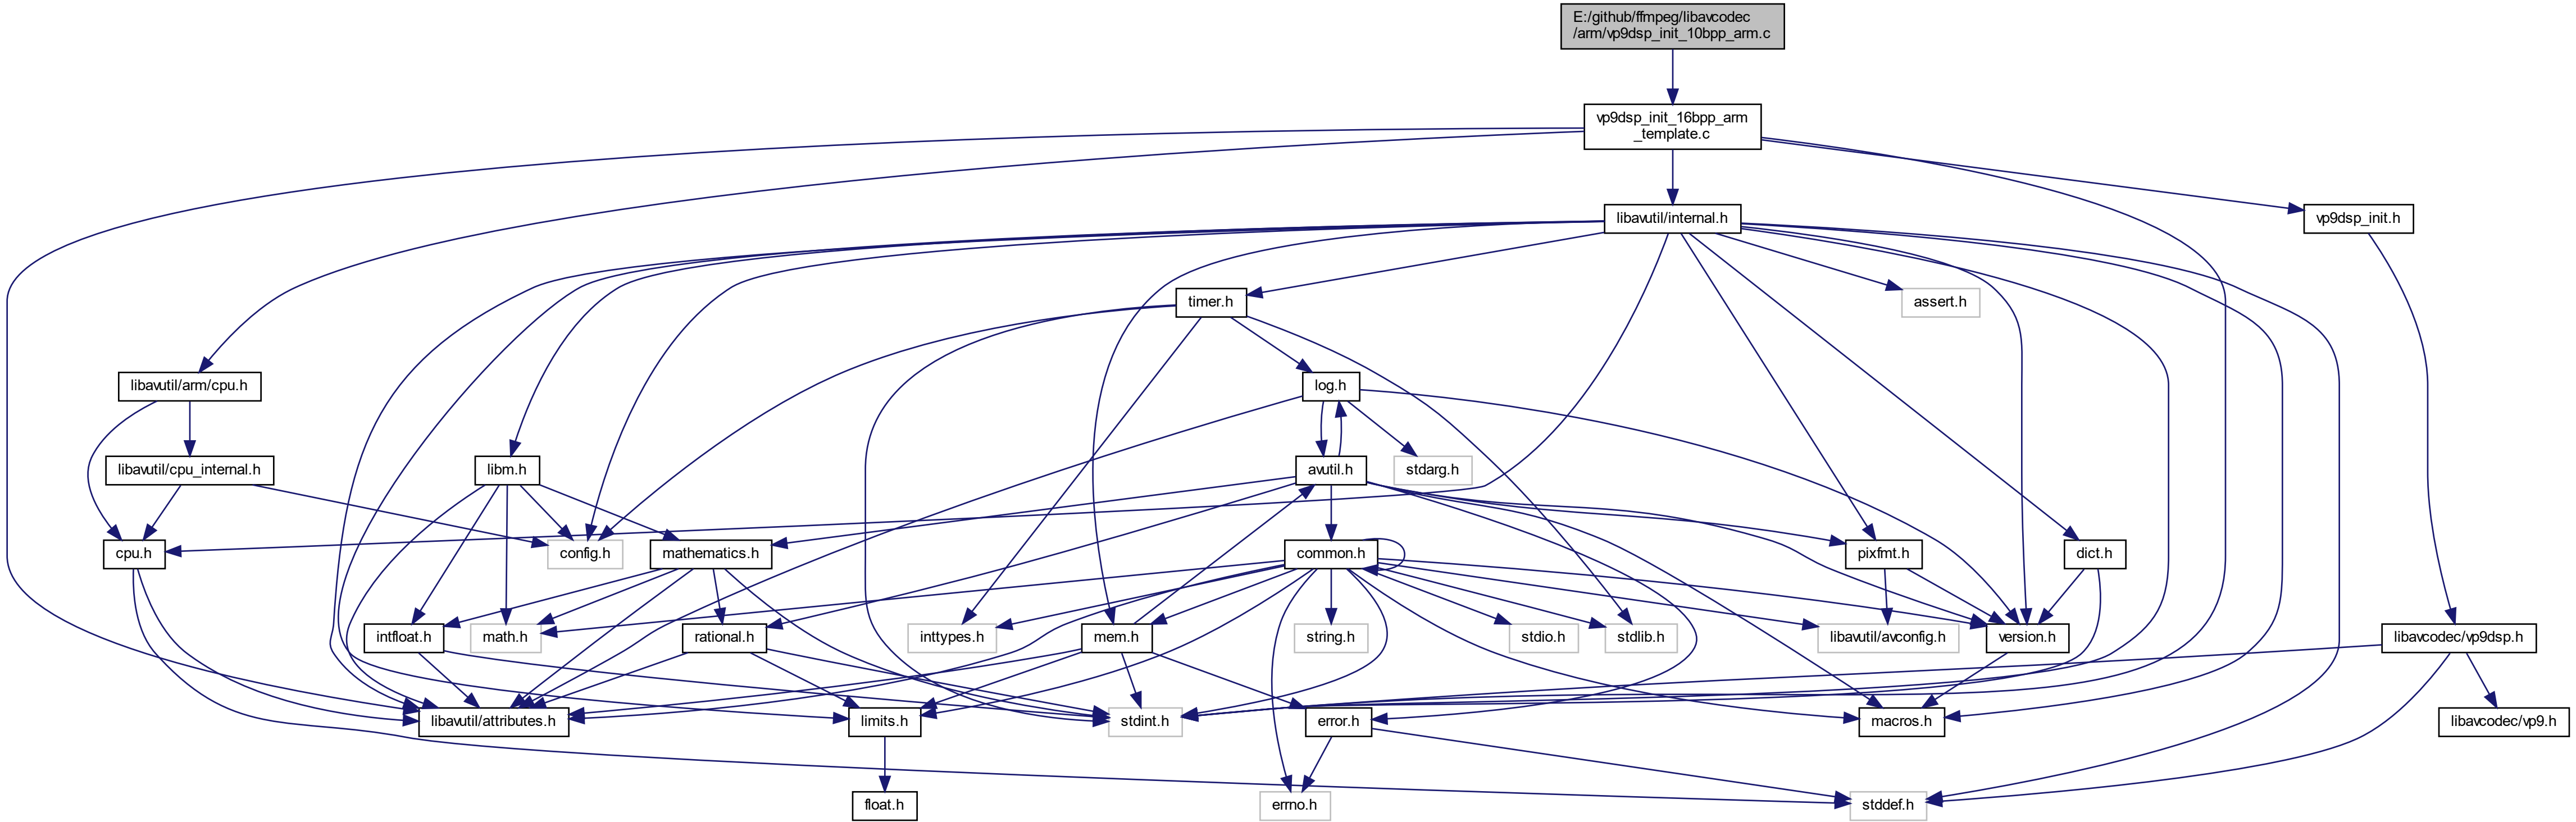 E:/github/ffmpeg/libavcodec
/arm/vp9dsp_init_10bpp_arm.c
vp9dsp_init_16bpp_arm
_template.c
libavutil/internal.h
vp9dsp_init.h
timer.h
assert.h
libavutil/arm/cpu.h
log.h
libavutil/cpu_internal.h
libm.h
avutil.h
stdarg.h
cpu.h
config.h
mathematics.h
common.h
pixfmt.h
dict.h
intfloat.h
math.h
rational.h
inttypes.h
mem.h
string.h
stdio.h
stdlib.h
libavutil/avconfig.h
version.h
libavcodec/vp9dsp.h
libavutil/attributes.h
limits.h
stdint.h
error.h
macros.h
libavcodec/vp9.h
float.h
errno.h
stddef.h